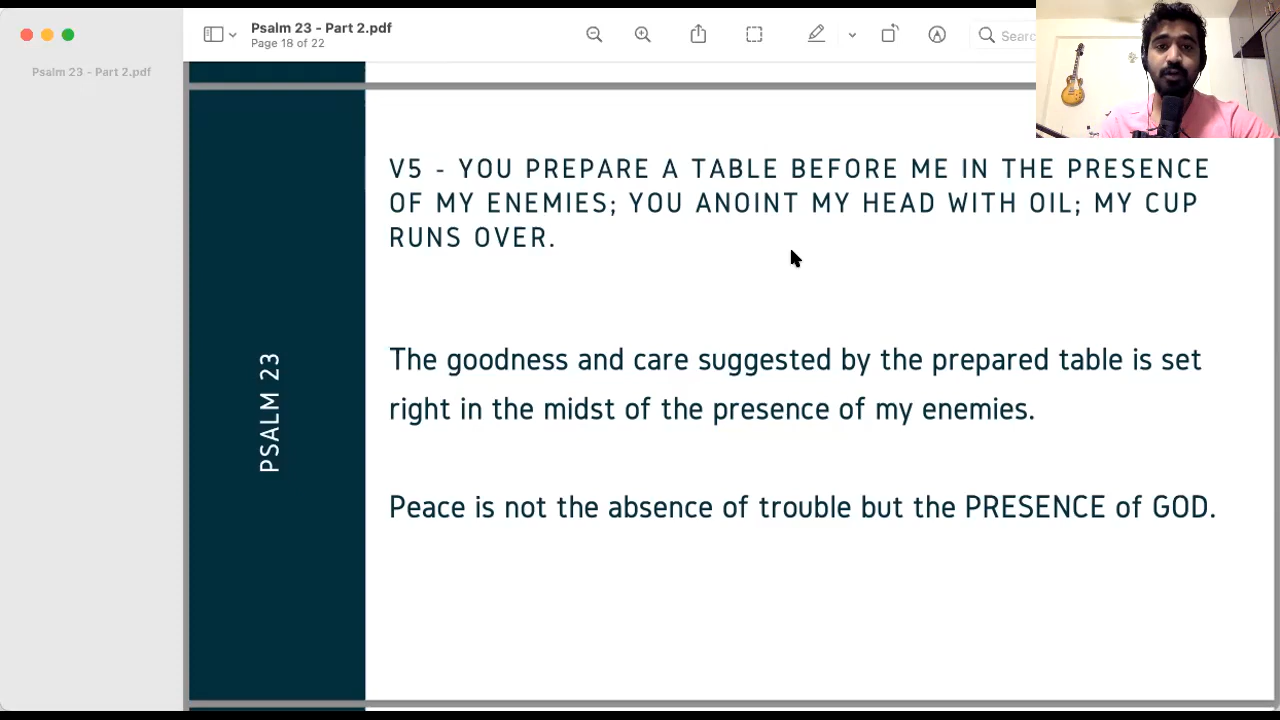 Psalm 23 - Part 2.pdf
Page 18 of 22
Searc
Psalm 23 - Part 2.pdf
V5 - YOU PREPARE A TABLE BEFORE ME IN THE PRESENCE
OF MY ENEMIES; YOU ANOINT MY HEAD WITH OIL; MY CUP
RUNS OVER.
PSALM 23
The goodness and care suggested by the prepared table is set
right in the midst of the presence of my enemies.
Peace is not the absence of trouble but the PRESENCE of GOD.